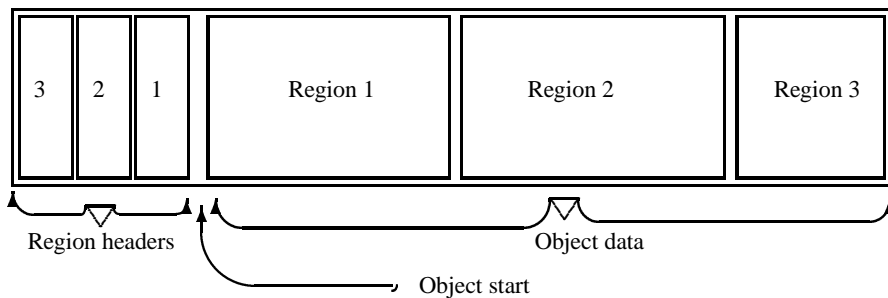 3 2 1 Region 1 Region 2 Region 3
Region headers Object data
Object start